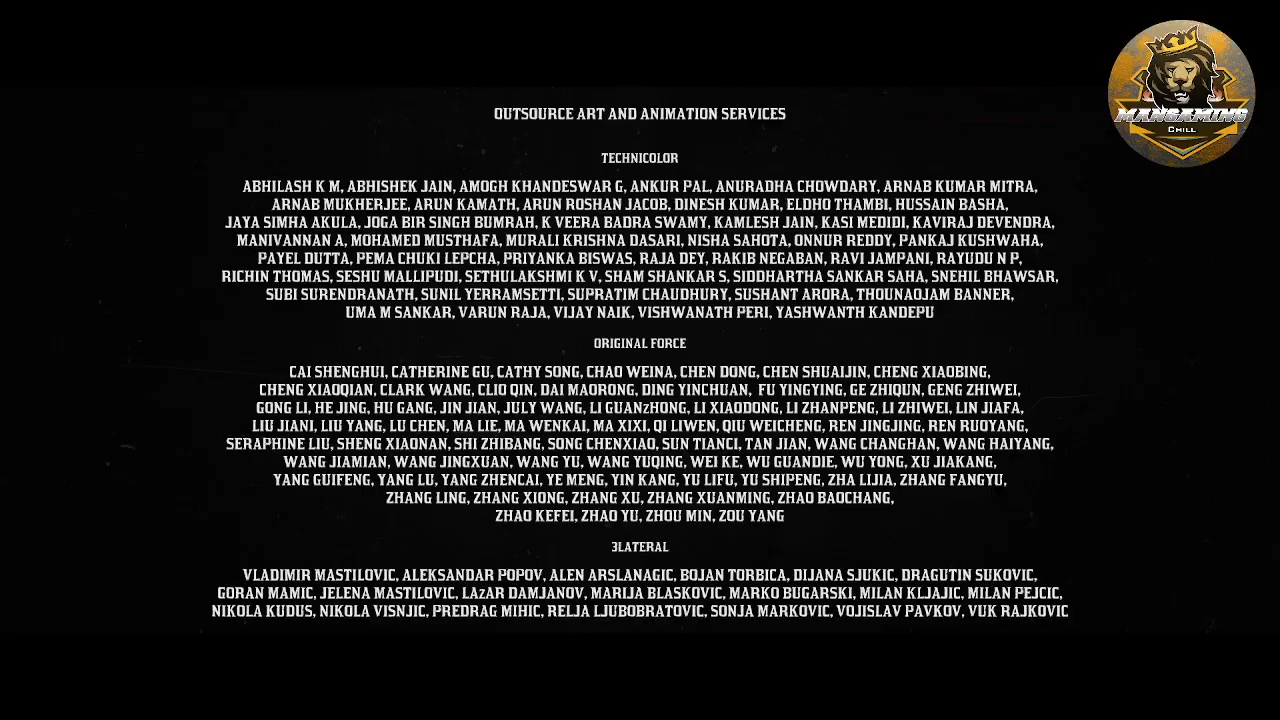 OUTSOURCE ART AND ANIMATION SERVICES
TECHNICOLOR
ABHILASH K M, ABHISHEK JAIN, AMOGH KHANDESWAR G, ANKUR PAL, ANURADHA CHOWDARY, ARNAB KUMAR MITRA,
ARNAB MUKHERJEE, ARUN KAMATH, ARUN ROSHAN JACOB, DINESH KUMAR, ELDHO THAMBI, HUSSAIN BASHA,
JAYA SIMHA AKULA, JOGA BIR SINGH BUMRAH, K VEERA BADRA SWAMY, KAMLESH JAIN, KASI MEDIDI, KAVIRAJ DEVENDRA,
MANIVANNAN A, MOHAMED MUSTHAFA, MURALI KRISHNA DASARI, NISHA SAHOTA, ONNUR REDDY, PANKAJ KUSHWAHA,
PAYEL DUTTA, PEMA CHUKI LEPCHA, PRIYANKA BISWAS, RAJA DEY, RAKIB NEGABAN, RAVI JAMPANI, RAYUDU N P,
RICHIN THOMAS, SESHU MALLIPUDI, SETHULAKSHMI K V, SHAM SHANKAR S, SIDDHARTHA SANKAR SAHA, SNEHIL BHAWSAR,
SUBI SURENDRANATH, SUNIL YERRAMSETTI, SUPRATIM CHAUDHURY, SUSHANT ARORA, THOUNAOJAM BANNER,
UMA M SANKAR, VARUN RAJA, VIJAY NAIK, VISHWANATH PERI, YASHWANTH KANDEPU
ORIGINAL FORCE
CAI SHENGHUI, CATHERINE GU, CATHY SONG, CHAO WEINA, CHEN DONG, CHEN SHUAIJIN, CHENG XIAOBING,
CHENG XIAOQIAN, CLARK WANG, CLIO QIN, DAI MAORONG, DING YINCHUAN, FU YINGYING, GE ZHIQUN, GENG ZHIWEI,
GONG LI, HE JING, HU GANG, JIN JIAN, JULY WANG, LI GUANzHONG, LI XIAODONG, LI ZHANPENG, LI ZHIWEI, LIN JIAFA,
LIU JIANI, LIU YANG, LU CHEN, MA LIE, MA WENKAI, MA XIXI, QI LIWEN, QIU WEICHENG, REN JINGJING, REN RUOYANG,
SERAPHINE LIU, SHENG XIAONAN, SHI ZHIBANG, SONG CHENXIAO, SUN TIANCI, TAN JIAN, WANG CHANGHAN, WANG HAIYANG,
WANG JIAMIAN, WANG JINGXUAN, WANG YU, WANG YUQING, WEI KE, WU GUANDIE, WU YONG, XU JIAKANG,
YANG GUIFENG, YANG LU, YANG ZHENCAI, YE MENG, YIN KANG, YU LIFU, YU SHIPENG, ZHA LIJIA, ZHANG FANGYU,
ZHANG LING, ZHANG XIONG, ZHANG XU, ZHANG XUANMING, ZHAO BAOCHANG,
ZHAO KEFEI, ZHAO YU, ZHOU MIN, ZOU YANG
3LATERAL
VLADIMIR MASTILOVIC, ALEKSANDAR POPOV, ALEN ARSLANAGIC, BOJAN TORBICA, DIJANA SJUKIC, DRAGUTIN SUKOVIC,
GORAN MAMIC, JELENA MASTILOVIC, LAzAR DAMJANOV, MARIJA BLASKOVIC, MARKO BUGARSKI, MILAN KLJAJIC, MILAN PEJCIC,
NIKOLA KUDUS, NIKOLA VISNJIC, PREDRAG MIHIC, RELJA LJUBOBRATOVIC, SONJA MARKOVIC, VOJISLAV PAVKOV, VUK RAJKOVIC
MANGAMING
CHILL